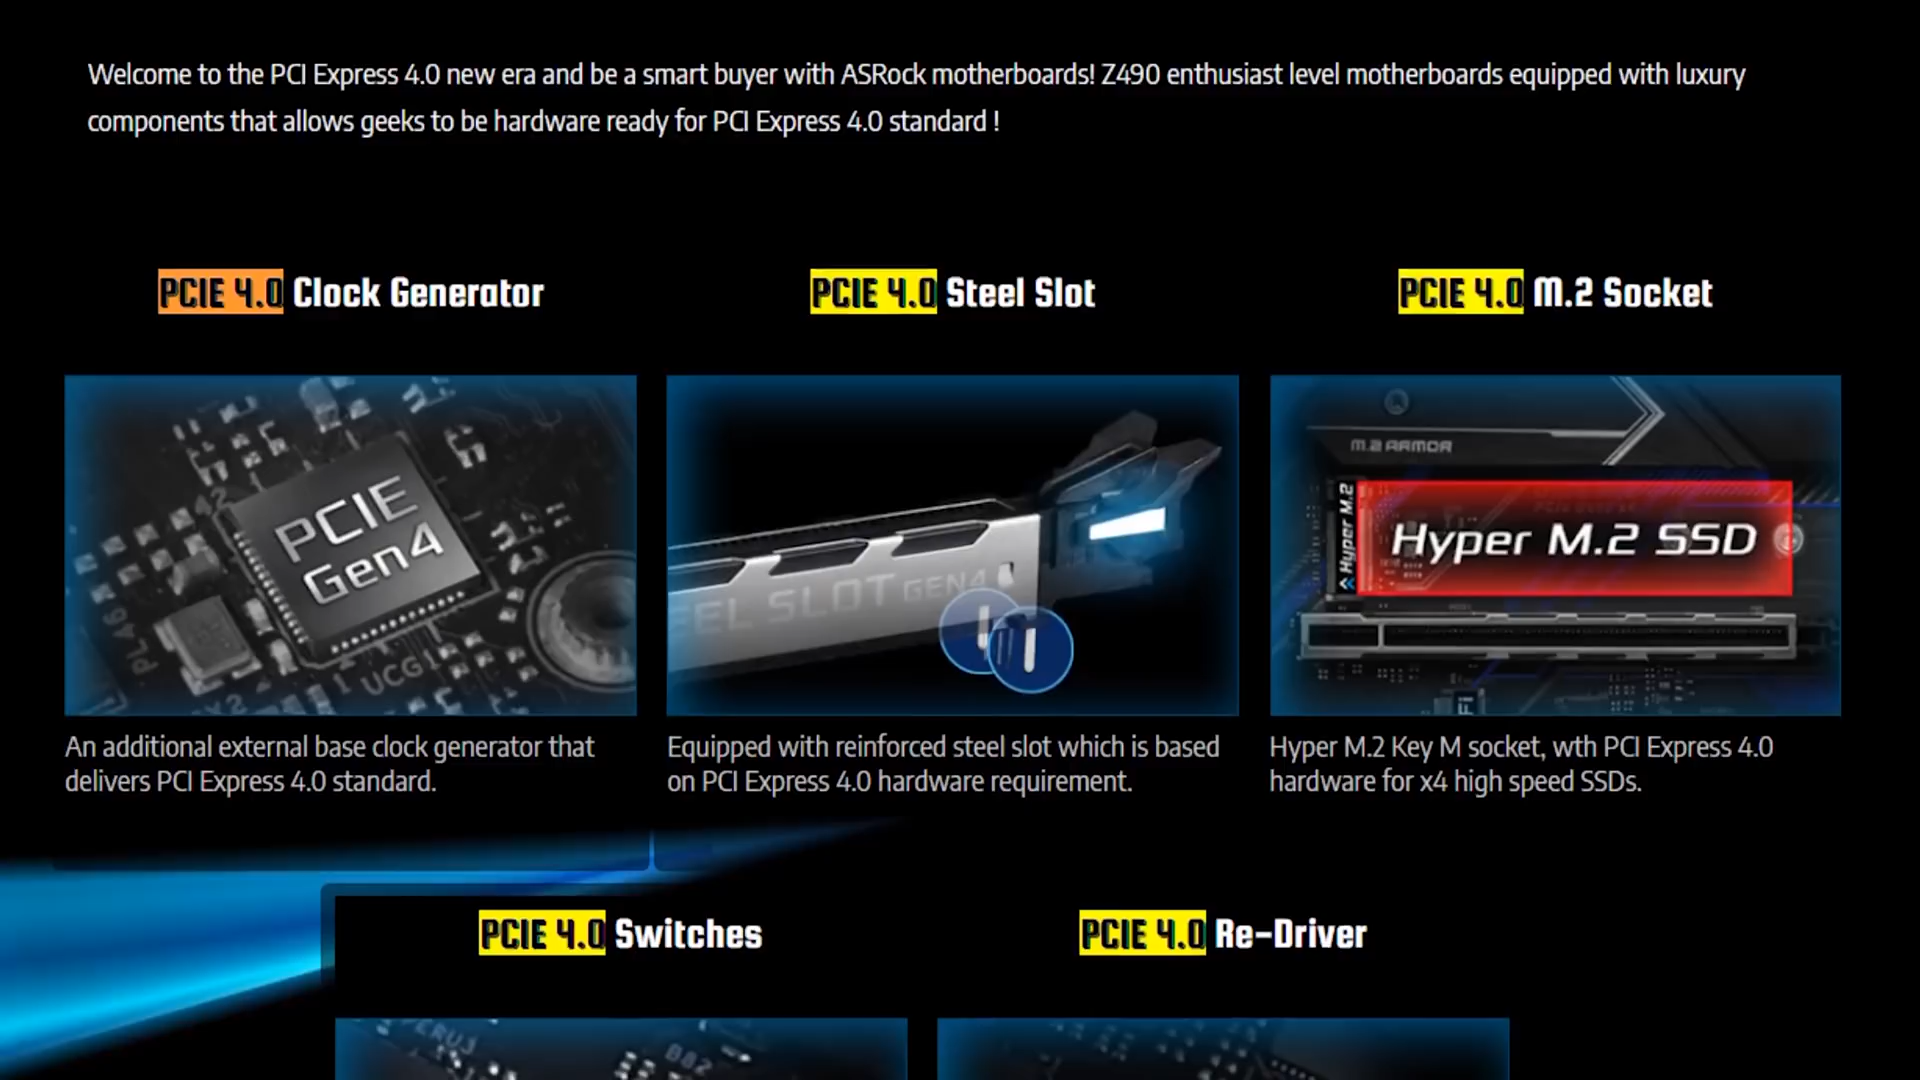 Welcome to the PCI Express 4.0 new era and be a smart buyer with ASRock motherboards! Z490 enthusiast level motherboards equipped with luxury
components that allows geeks to be hardware ready for PCI Express 4.0 standard !
PCIE 4.0 Clock Generator
PCIE 4.0 Steel Slot
PCIE 4.0 M.2 Socket
PCIE
Gen4
PL46
UCG1
SLOT GEN4
M.2 ARMOR
Hyper M.2
Hyper M.2 SSD
An additional external base clock generator that
delivers PCI Express 4.0 standard.
Equipped with reinforced steel slot which is based
on PCI Express 4.0 hardware requirement.
Hyper M.2 Key M socket, wth PCI Express 4.0
hardware for x4 high speed SSDs.
PCIE 4.0 Switches
PCIE 4.0 Re-Driver